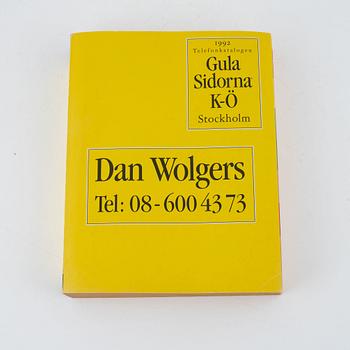 1992
Telefonkatalogen
Gula
Sidorna
K-Ö
Stockholm
Dan Wolgers
Tel: 08-600 43 73